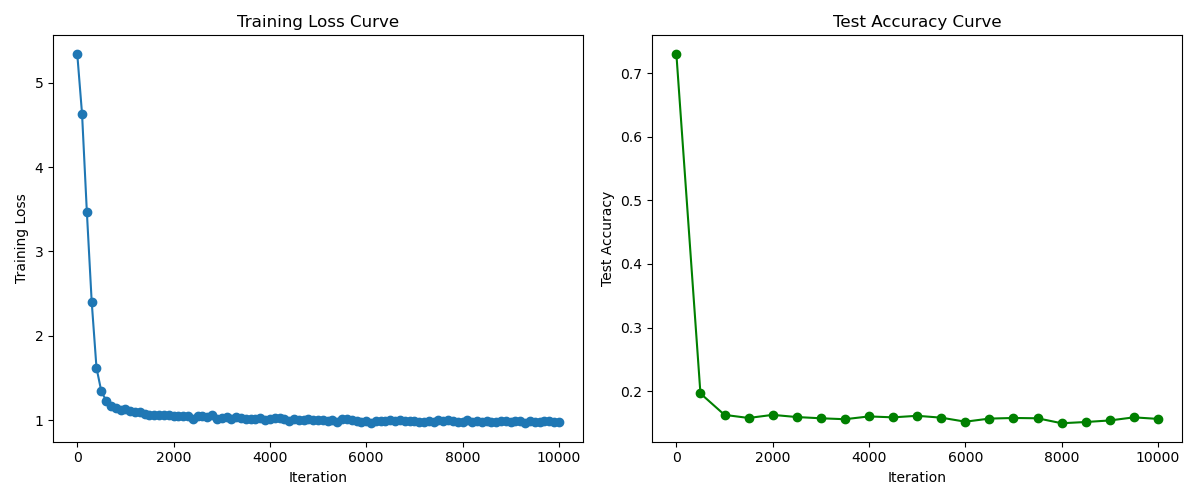 Training Loss Curve
Training Loss
5
4
3
2
1
0 2000 4000 6000 8000 10000
Iteration
Test Accuracy Curve
Test Accuracy
0.7
0.6
0.5
0.4
0.3
0.2
0 2000 4000 6000 8000 10000
Iteration